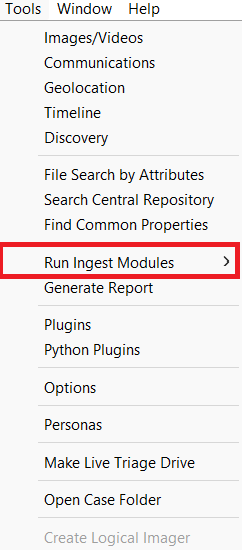 Tools Window Help
Images/Videos
Communications
Geolocation
Timeline
Discovery
File Search by Attributes
Search Central Repository
Find Common Properties
Run Ingest Modules >
Generate Report
Plugins
Python Plugins
Options
Personas
Make Live Triage Drive
Open Case Folder
Create Logical Imager